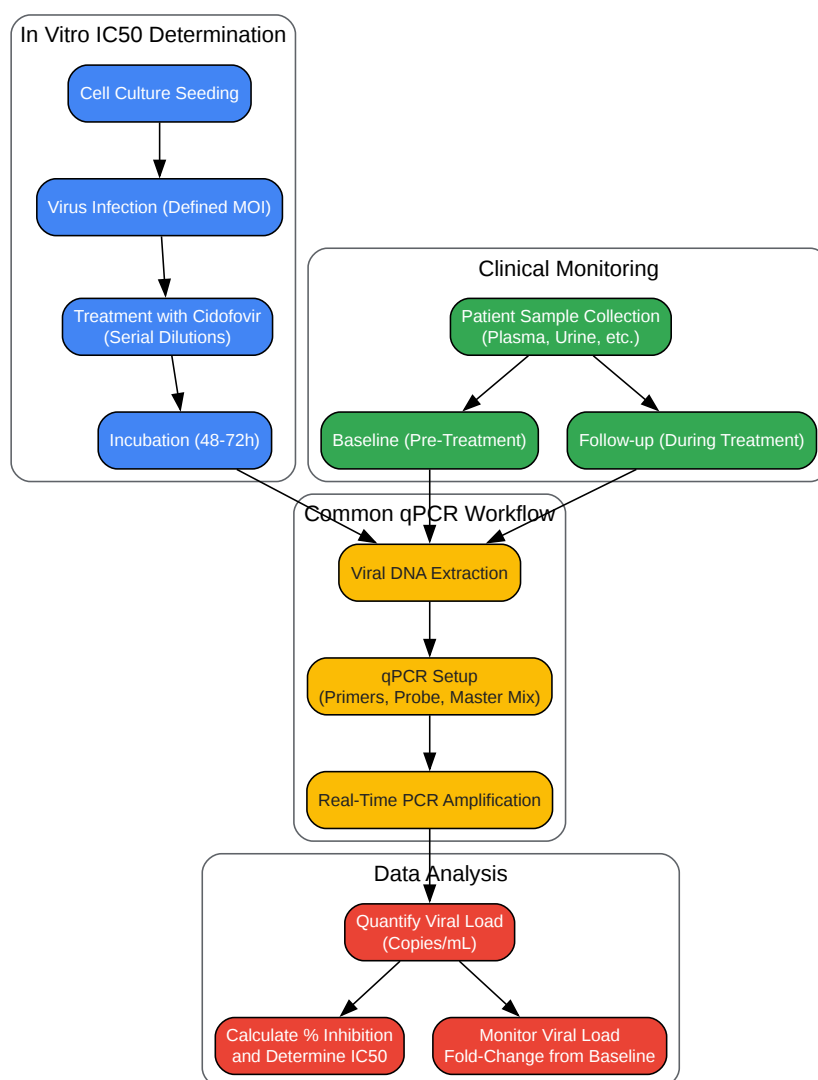 In Vitro IC50 Determination
Cell Culture Seeding
Virus Infection (Defined MOI)
Treatment with Cidofovir
(Serial Dilutions)
Incubation (48-72h)
Clinical Monitoring
Patient Sample Collection
(Plasma, Urine, etc.)
Baseline (Pre-Treatment)
Follow-up (During Treatment)
Common qPCR Workflow
Viral DNA Extraction
qPCR Setup
(Primers, Probe, Master Mix)
Real-Time PCR Amplification
Data Analysis
Quantify Viral Load
(Copies/mL)
Calculate % Inhibition
and Determine IC50
Monitor Viral Load
Fold-Change from Baseline